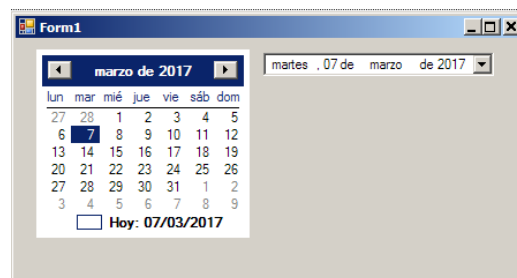 Form1
marzo de 2017
lun mar mié jue vie sáb dom
27 28 1 2 3 4 5
6 7 8 9 10 11 12
13 14 15 16 17 18 19
20 21 22 23 24 25 26
27 28 29 30 31 1 2
3 4 5 6 7 8 9
Hoy: 07/03/2017
martes , 07 de marzo de 2017